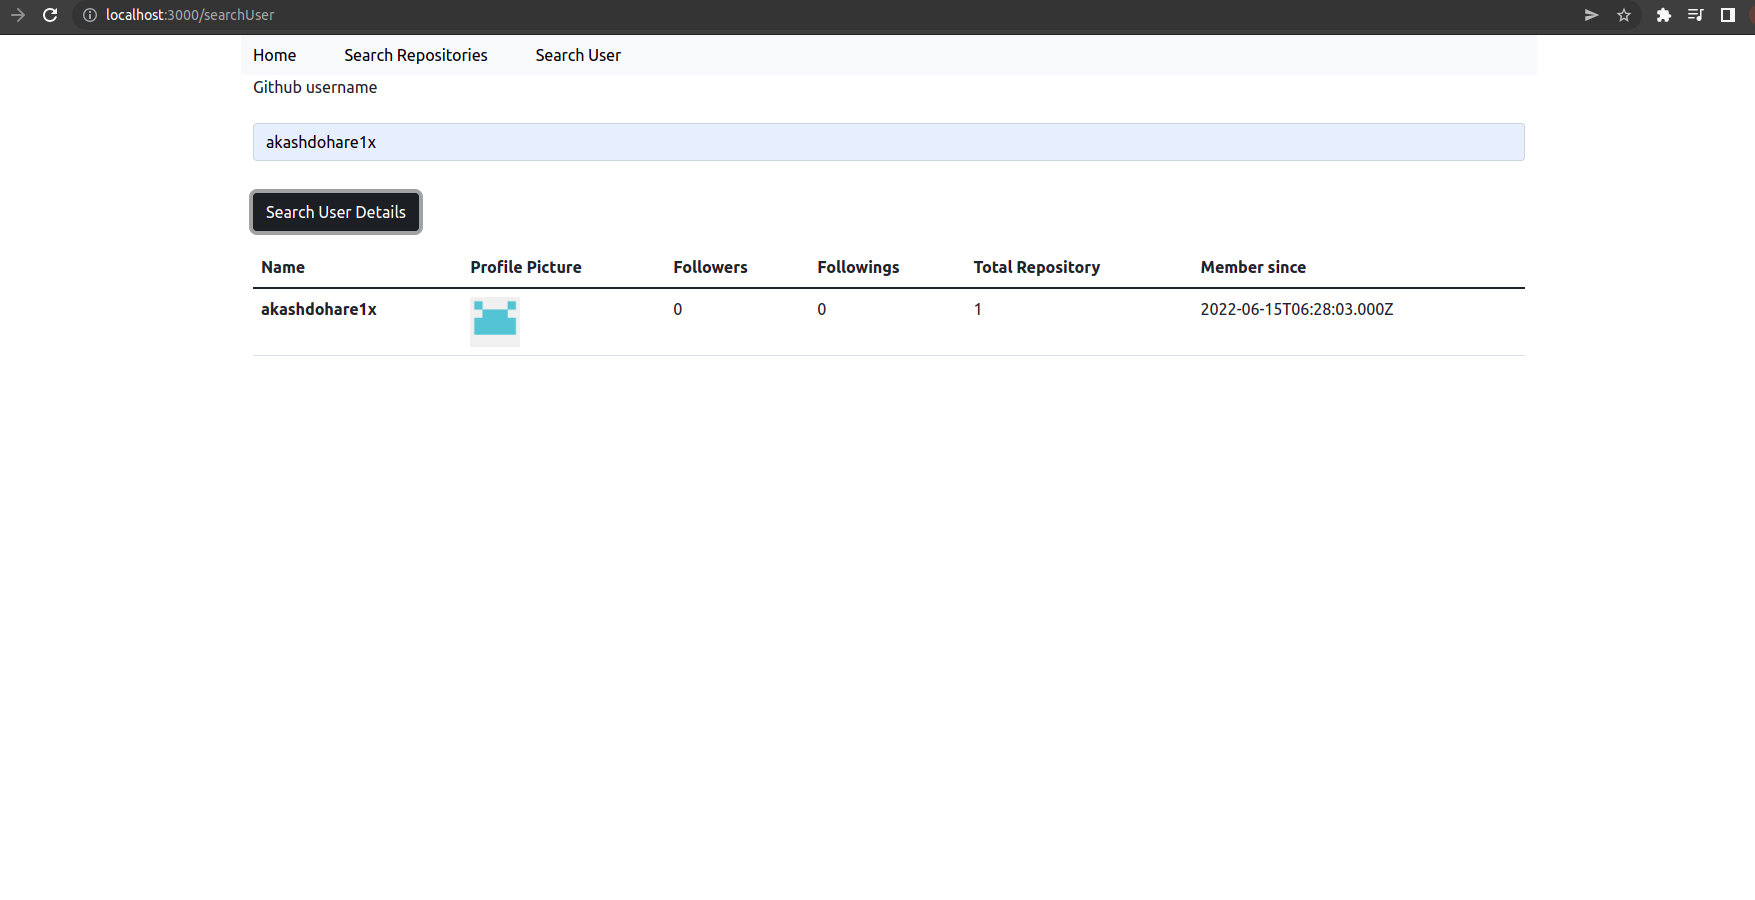 localhost:3000/searchUser
Home Search Repositories Search User
Github username
akashdohare1x
Search User Details
Name Profile Picture Followers Followings Total Repository Member since
akashdohare1x 0 0 1 2022-06-15T06:28:03.000Z